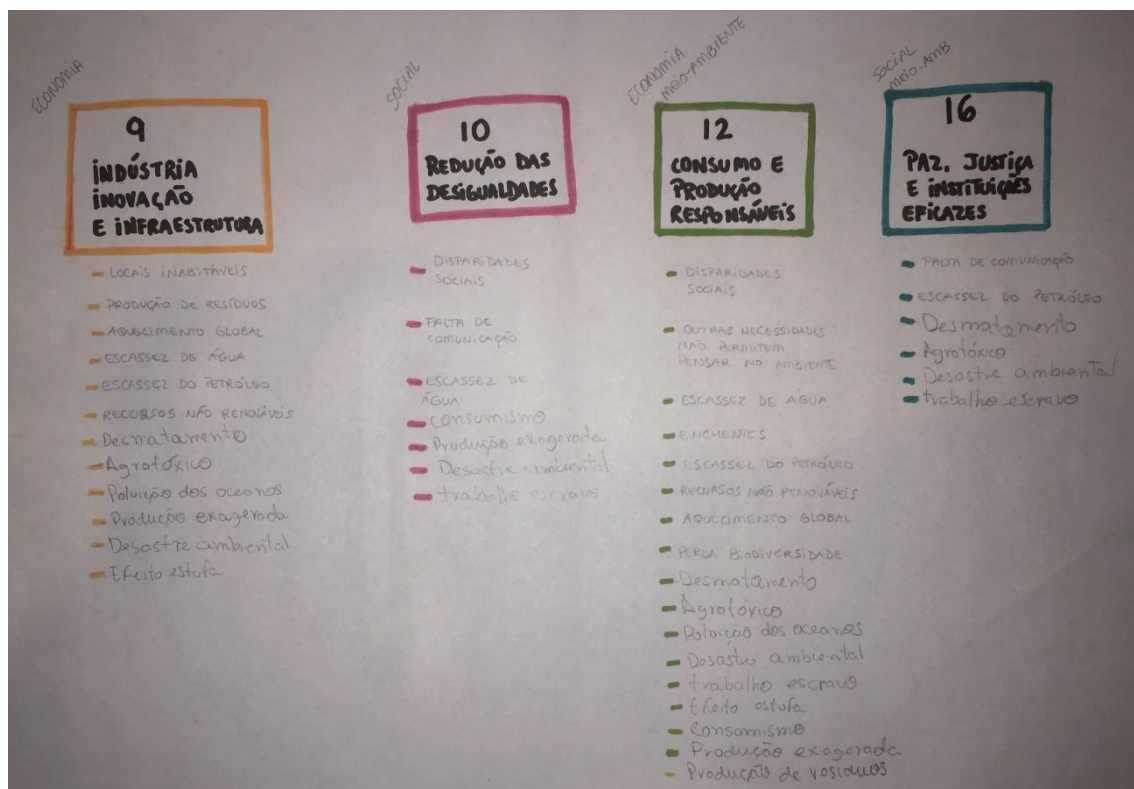 ECONOMIA
9
INDÚSTRIA
INOVAÇÃO
E INFRAESTRUTURA
LOCAIS INABITÁVEIS
PRODUÇÃO DE RESÍDUOS
AQUECIMENTO GLOBAL
ESCASSEZ DE ÁGUA
ESCASSEZ DO PETRÓLEO
RECURSOS NÃO RENOVÁVEIS
Desmatamento
Agrotóxico
Poluição dos oceanos
Produção exagerada
Desastre ambiental
Efeito estufa
SOCIAL
10
REDUÇÃO DAS
DESIGUALDADES
DISPARIDADES
SOCIAIS
FALTA DE
COMUNICAÇÃO
ESCASSEZ DE
ÁGUA
Consumismo
Produção exagerada
Desastre ambiental
trabalho escravo
ECONOMIA
MEIO-AMBIENTE
12
CONSUMO E
PRODUÇÃO
RESPONSÁVEIS
DISPARIDADES
SOCIAIS
OUTRAS NECESSIDADES
NÃO PERMITEM
PENSAR NO AMBIENTE
ESCASSEZ DE ÁGUA
ENCHENTES
ESCASSEZ DO PETRÓLEO
RECURSOS NÃO RENOVÁVEIS
AQUECIMENTO GLOBAL
PERDA BIODIVERSIDADE
Desmatamento
Agrotóxico
Poluição dos oceanos
Desastre ambiental
trabalho escravo
Efeito estufa
Consumismo
Produção exagerada
Produção de resíduos
SOCIAL
MEIO-AMB
16
PAZ, JUSTIÇA
E INSTITUIÇÕES
EFICAZES
FALTA DE COMUNICAÇÃO
ESCASSEZ DO PETRÓLEO
Desmatamento
Agrotóxico
Desastre ambiental
trabalho escravo